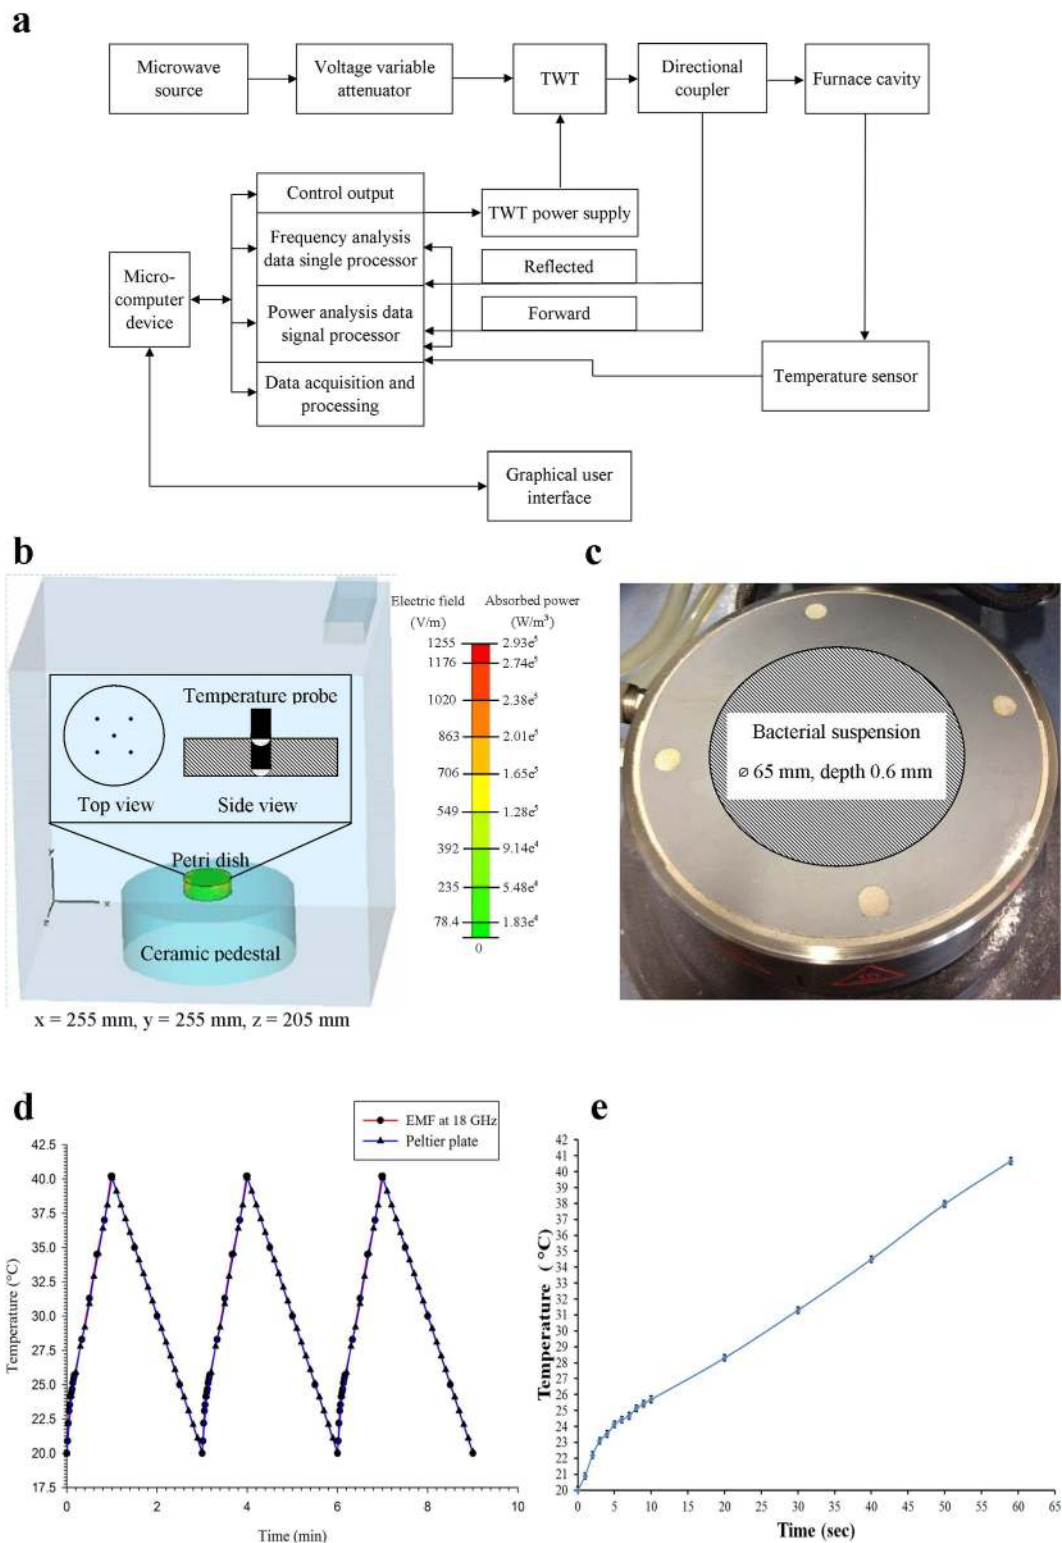 a
Microwave
source
Voltage variable
attenuator
TWT
Directional
coupler
Furnace cavity
Control output
Frequency analysis
data single processor
Power analysis data
signal processor
Data acquisition and
processing
TWT power supply
Reflected
Forward
Micro-
computer
device
Temperature sensor
Graphical user
interface
b
Temperature probe
Top view
Side view
Petri dish
Ceramic pedestal
Y
x
z
x = 255 mm, y = 255 mm, z = 205 mm
Electric field
(V/m)
Absorbed power
(W/m³)
1255 2.93e⁵
1176 2.74e⁵
1020 2.38e⁵
863 2.01e⁵
706 1.65e⁵
549 1.28e⁵
392 9.14e⁴
235 5.48e⁴
78.4 1.83e⁴
0
c
Bacterial suspension
⌀ 65 mm, depth 0.6 mm
d
EMF at 18 GHz
Peltier plate
Temperature (°C)
42.5
40.0
37.5
35.0
32.5
30.0
27.5
25.0
22.5
20.0
17.5
0 2 4 6 8 10
Time (min)
e
Temperature ( °C)
42
41
40
39
38
37
36
35
34
33
32
31
30
29
28
27
26
25
24
23
22
21
20
0 5 10 15 20 25 30 35 40 45 50 55 60 65
Time (sec)